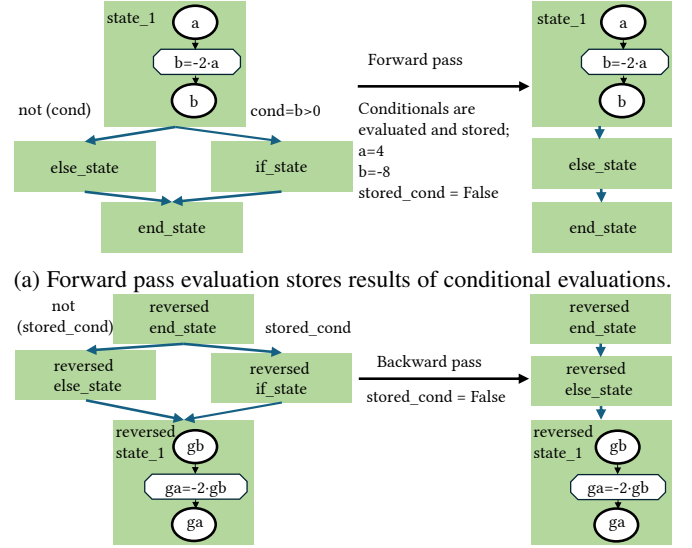 state_1
a
b=-2·a
b
not (cond)
cond=b>0
else_state
if_state
end_state
Forward pass
Conditionals are
evaluated and stored;
a=4
b=-8
stored_cond = False
state_1
a
b=-2·a
b
else_state
end_state
(a) Forward pass evaluation stores results of conditional evaluations.
not
(stored_cond)
reversed
end_state
stored_cond
reversed
else_state
reversed
if_state
reversed
state_1
gb
ga=-2·gb
ga
Backward pass
stored_cond = False
reversed
end_state
reversed
else_state
reversed
state_1
gb
ga=-2·gb
ga